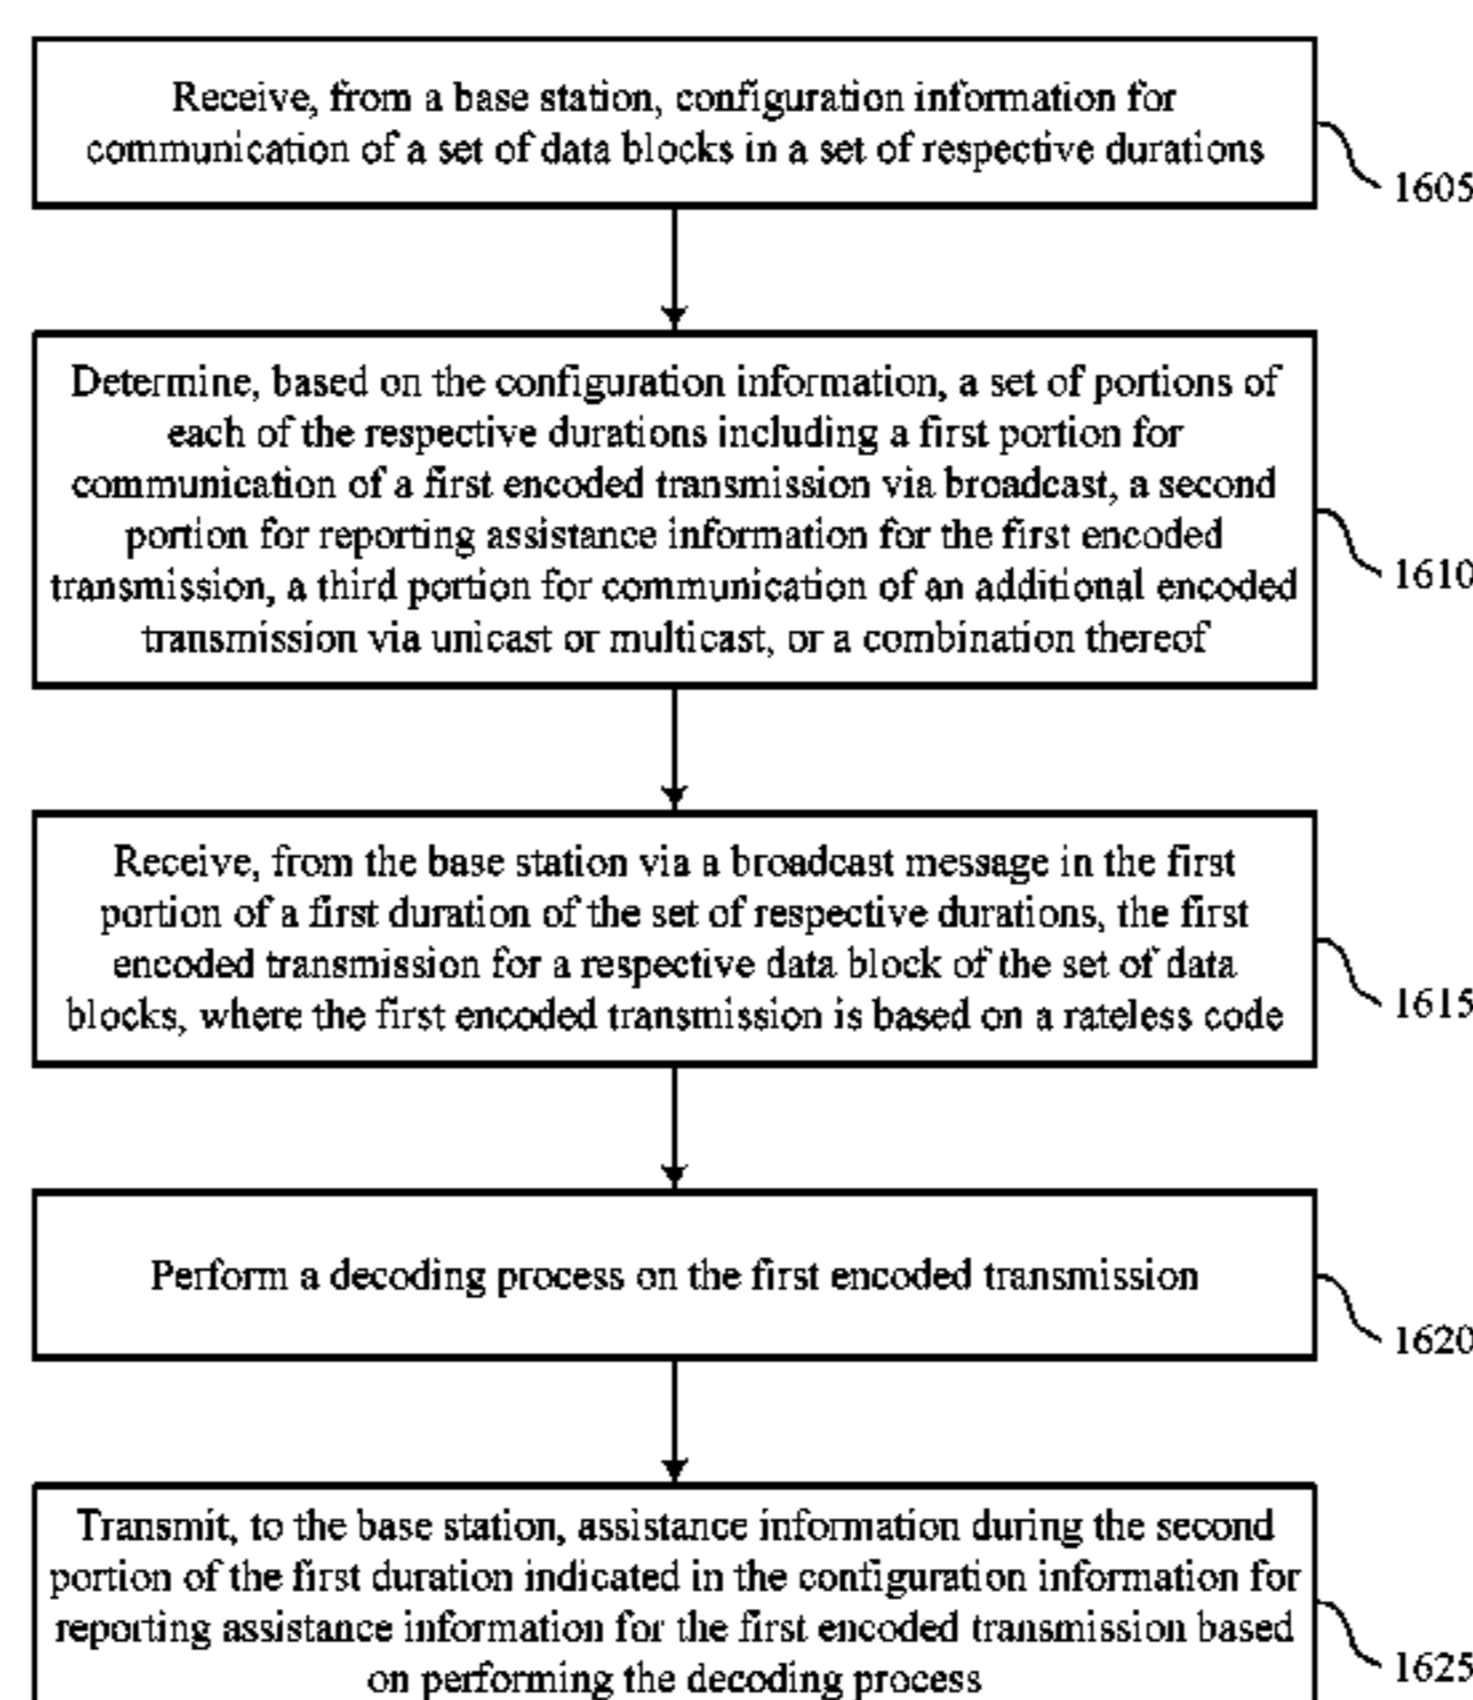 Receive, from a base station, configuration information for
communication of a set of data blocks in a set of respective durations
1605
Determine, based on the configuration information, a set of portions of
each of the respective durations including a first portion for
communication of a first encoded transmission via broadcast, a second
portion for reporting assistance information for the first encoded
transmission, a third portion for communication of an additional encoded
transmission via unicast or multicast, or a combination thereof
1610
Receive, from the base station via a broadcast message in the first
portion of a first duration of the set of respective durations, the first
encoded transmission for a respective data block of the set of data
blocks, where the first encoded transmission is based on a rateless code
1615
Perform a decoding process on the first encoded transmission
1620
Transmit, to the base station, assistance information during the second
portion of the first duration indicated in the configuration information for
reporting assistance information for the first encoded transmission based
on performing the decoding process
1625